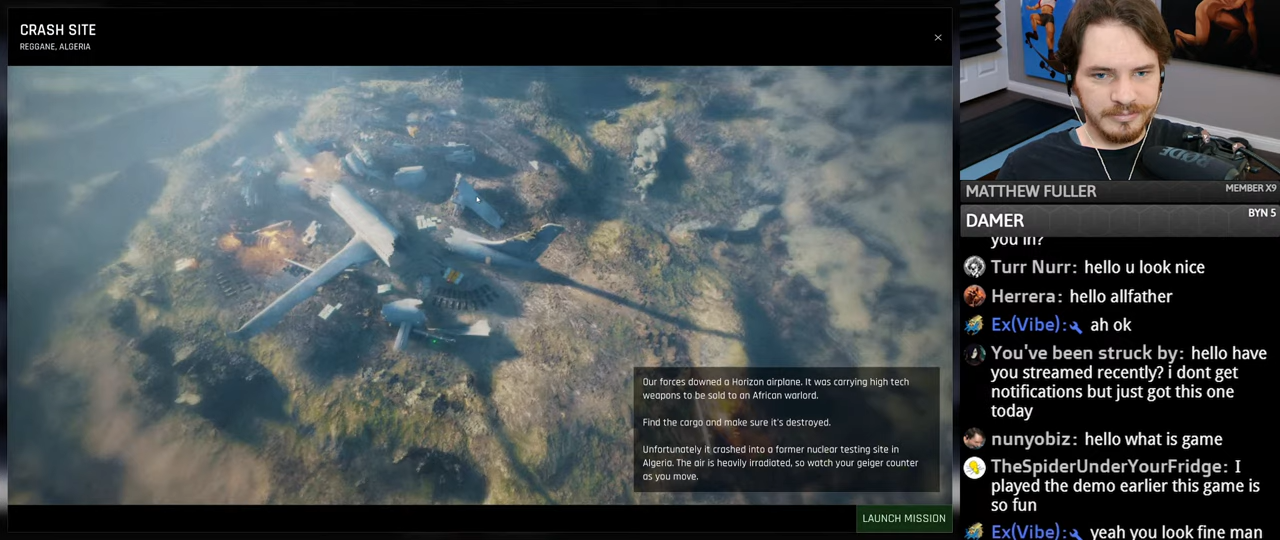 CRASH SITE
REGGANE, ALGERIA
Our forces downed a Horizon airplane. It was carrying high tech
weapons to be sold to an African warlord.
Find the cargo and make sure it's destroyed.
Unfortunately it crashed into a former nuclear testing site in
Algeria. The air is heavily irradiated, so watch your geiger counter
as you move.
LAUNCH MISSION
RODE
MATTHEW FULLER
MEMBER X9
DAMER
BYN 5
you in?
Turr Nurr: hello u look nice
Herrera: hello allfather
Ex(Vibe): ah ok
You've been struck by: hello have
you streamed recently? i dont get
notifications but just got this one
today
nunyobiz: hello what is game
TheSpiderUnderYourFridge: I
played the demo earlier this game is
so fun
Ex(Vibe): yeah you look fine man